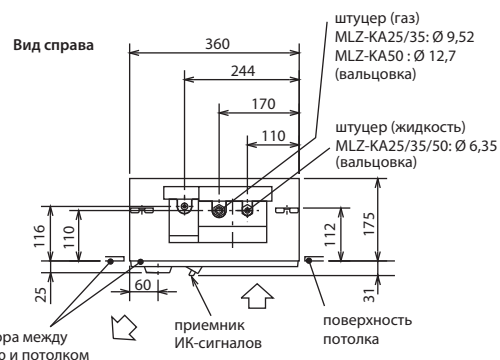 Вид справа
штуцер (газ)
MLZ-KA25/35: Ø 9,52
MLZ-KA50 : Ø 12,7
(вальцовка)
360
244
170
110
штуцер (жидкость)
MLZ-KA25/35/50: Ø 6,35
(вальцовка)
116
110
112
175
25
60
31
приемник
ИК-сигналов
поверхность
потолка
между
и потолком